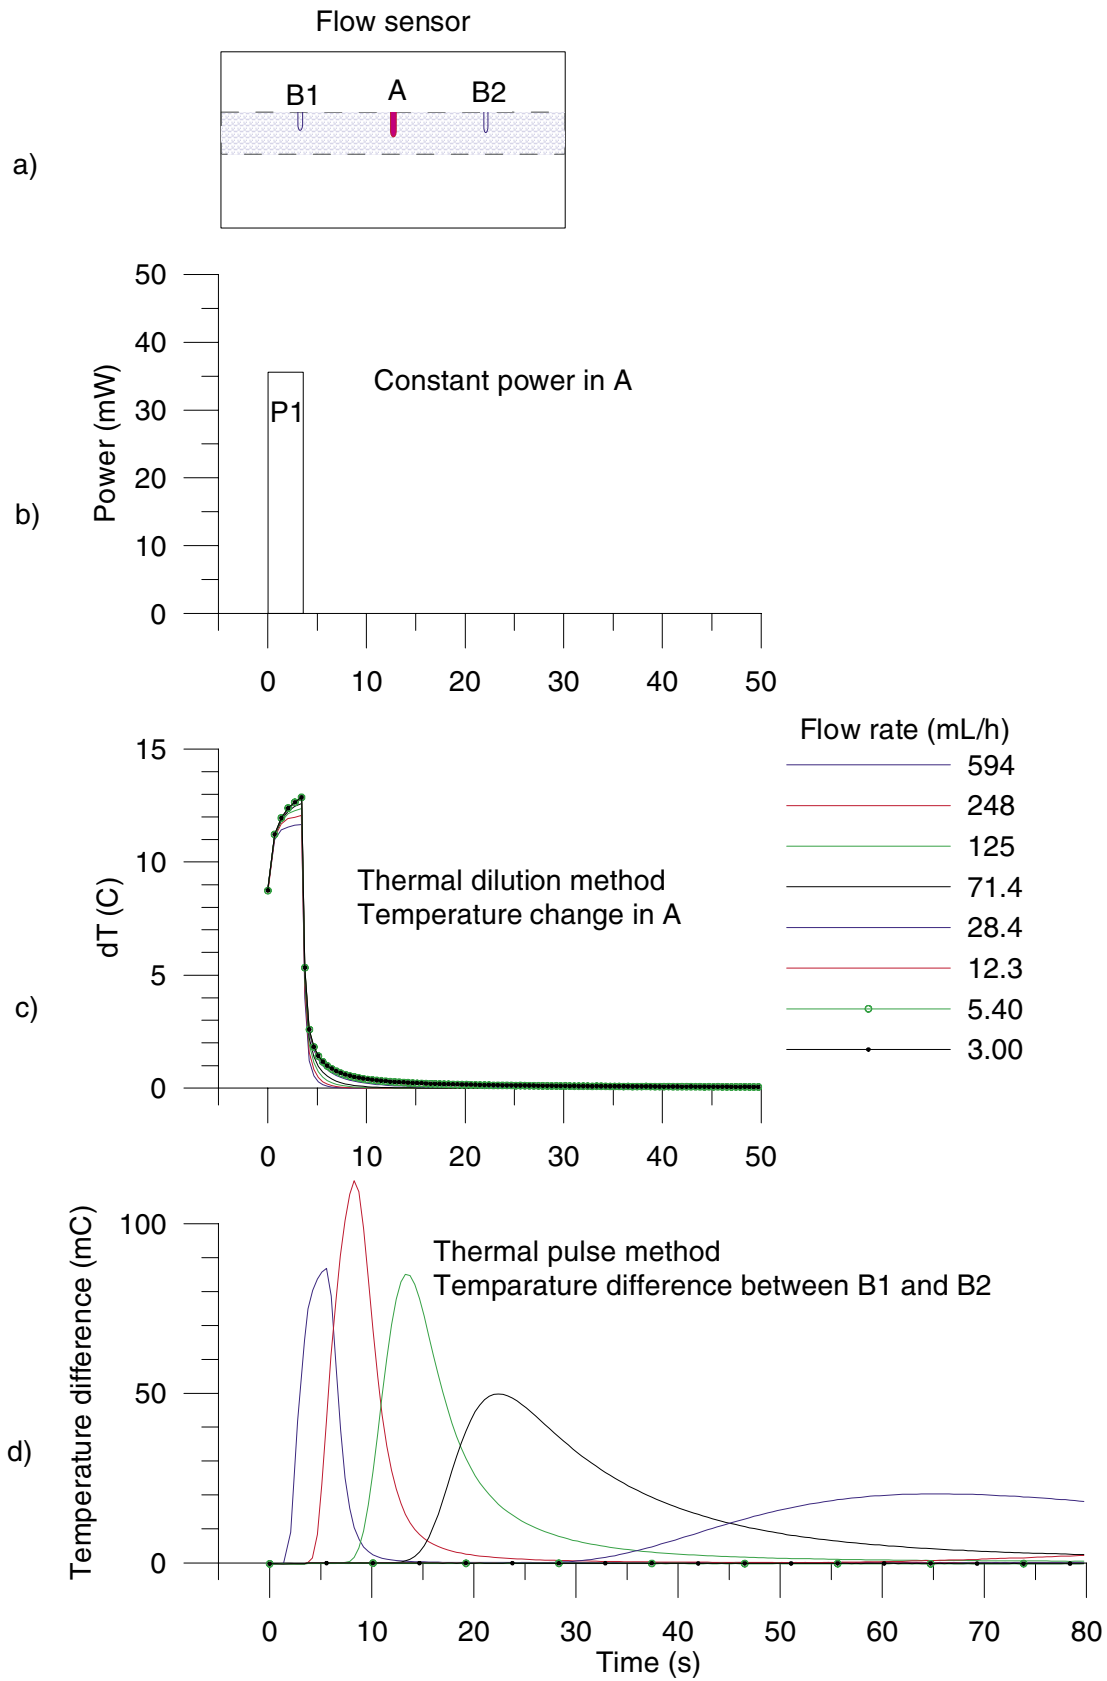 Flow sensor
B1 A B2
a)
50
40
30
20
10
0
Power (mW)
P1
Constant power in A
b)
0 10 20 30 40 50
Flow rate (mL/h)
594
248
125
71.4
28.4
12.3
5.40
3.00
15
10
5
0
dT (C)
Thermal dilution method
Temperature change in A
c)
0 10 20 30 40 50
100
50
0
Temperature difference (mC)
Thermal pulse method
Temparature difference between B1 and B2
d)
0 10 20 30 40 50 60 70 80
Time (s)